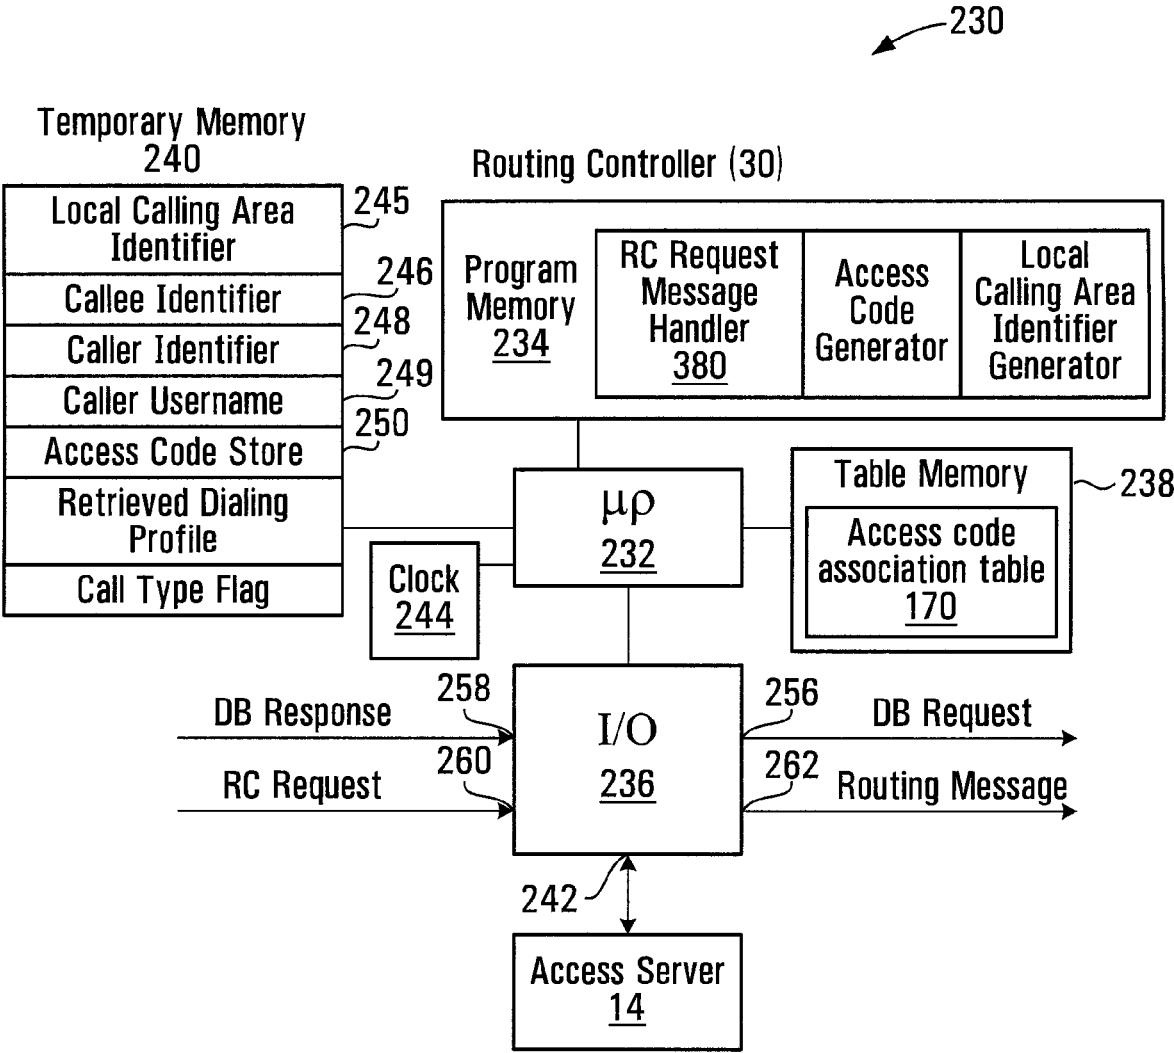 230
Temporary Memory
240
Local Calling Area
Identifier
245
Callee Identifier
246
Caller Identifier
248
Caller Username
249
Access Code Store
250
Retrieved Dialing
Profile
Call Type Flag
Routing Controller (30)
Program
Memory
234
RC Request
Message
Handler
380
Access
Code
Generator
Local
Calling Area
Identifier
Generator
μρ
232
Clock
244
Table Memory
238
Access code
association table
170
DB Response
258
RC Request
260
I/O
236
256
DB Request
262
Routing Message
242
Access Server
14